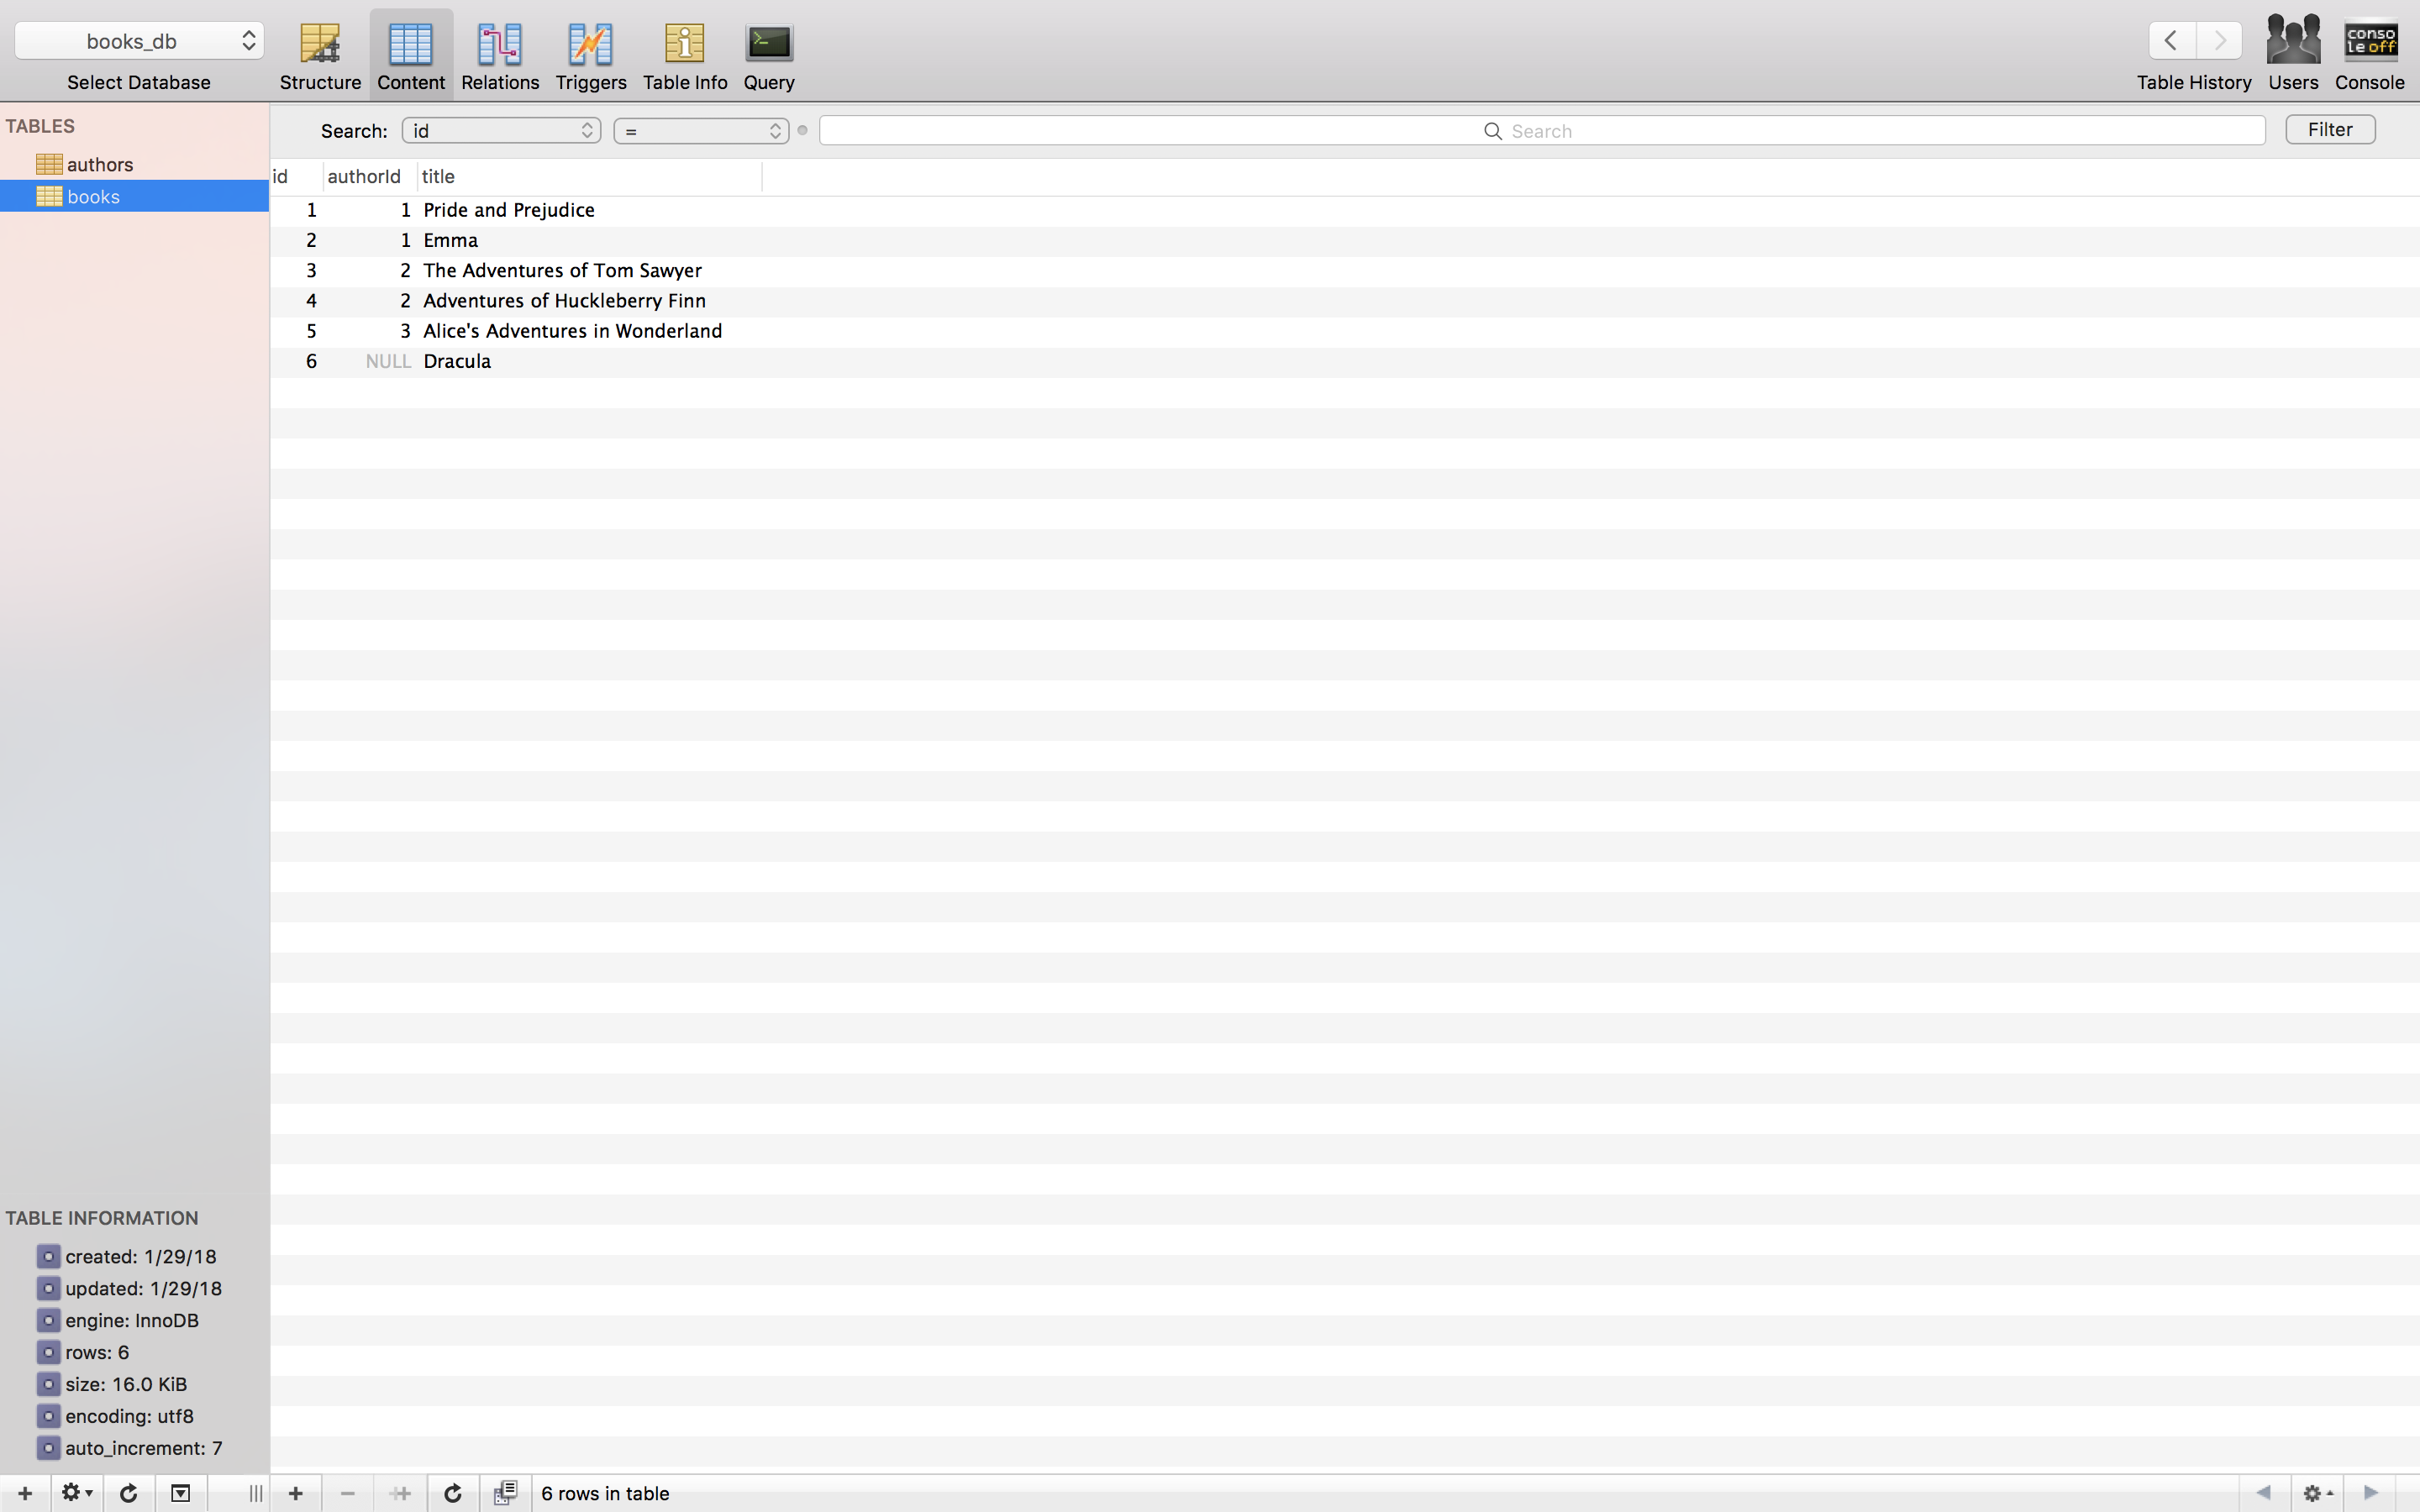 books_db
Select Database
Structure
Content
Relations
Triggers
Table Info
Query
Table History
Users
conso
le off
Console
TABLES
authors
books
Search: id = Search Filter
id authorId title
1 1 Pride and Prejudice
2 1 Emma
3 2 The Adventures of Tom Sawyer
4 2 Adventures of Huckleberry Finn
5 3 Alice's Adventures in Wonderland
6 NULL Dracula
TABLE INFORMATION
created: 1/29/18
updated: 1/29/18
engine: InnoDB
rows: 6
size: 16.0 KiB
encoding: utf8
auto_increment: 7
6 rows in table